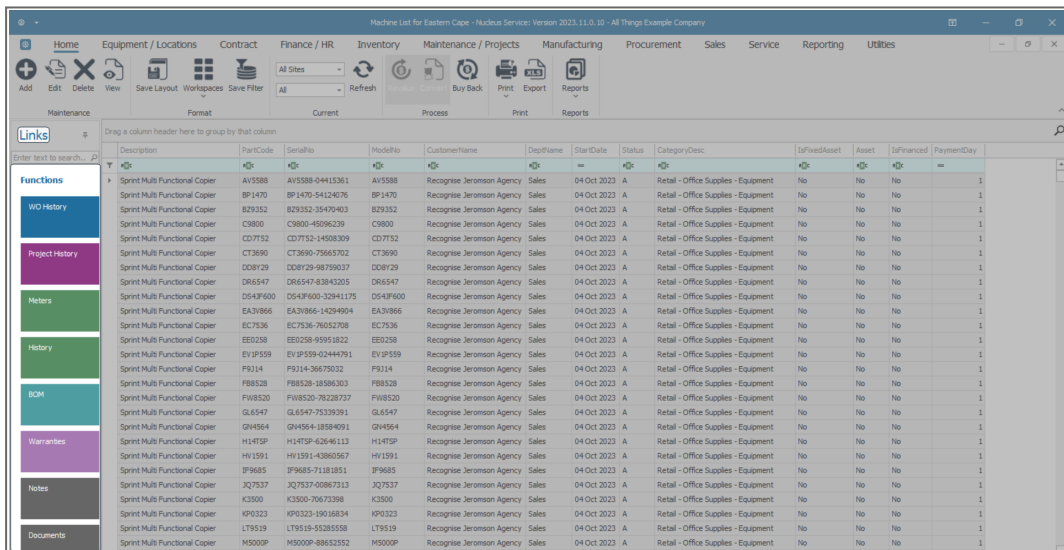 Machine List for Eastern Cape - Nucleus Service: Version 2023.11.0.10 - All Things Example Company
Home Equipment / Locations Contract Finance / HR Inventory Maintenance / Projects Manufacturing Procurement Sales Service Reporting Utilities
All Sites
All
Add Edit Delete View Save Layout Workspaces Save Filter Refresh Buy Back Print Export Reports
XLS
Maintenance Format Current Process Print Reports
Links
Drag a column header here to group by that column
Enter text to search...
Description PartCode SerialNo ModelNo CustomerName DeptName StartDate Status CategoryDesc IsFixedAsset Asset IsFinanced PaymentDay
Functions
WO History
Project History
Meters
History
BOM
Warranties
Notes
Documents
Sprint Multi Functional Copier AV5588 AV5588-04415361 AV5588 Recognise Jeromson Agency Sales 04 Oct 2023 A Retail - Office Supplies - Equipment No No No 1
Sprint Multi Functional Copier BP1470 BP1470-54124076 BP1470 Recognise Jeromson Agency Sales 04 Oct 2023 A Retail - Office Supplies - Equipment No No No 1
Sprint Multi Functional Copier BZ9352 BZ9352-35470403 BZ9352 Recognise Jeromson Agency Sales 04 Oct 2023 A Retail - Office Supplies - Equipment No No No 1
Sprint Multi Functional Copier C9800 C9800-45096239 C9800 Recognise Jeromson Agency Sales 04 Oct 2023 A Retail - Office Supplies - Equipment No No No 1
Sprint Multi Functional Copier CD7T52 CD7T52-14508309 CD7T52 Recognise Jeromson Agency Sales 04 Oct 2023 A Retail - Office Supplies - Equipment No No No 1
Sprint Multi Functional Copier CT3690 CT3690-75665702 CT3690 Recognise Jeromson Agency Sales 04 Oct 2023 A Retail - Office Supplies - Equipment No No No 1
Sprint Multi Functional Copier DD8Y29 DD8Y29-98759037 DD8Y29 Recognise Jeromson Agency Sales 04 Oct 2023 A Retail - Office Supplies - Equipment No No No 1
Sprint Multi Functional Copier DR6547 DR6547-83843205 DR6547 Recognise Jeromson Agency Sales 04 Oct 2023 A Retail - Office Supplies - Equipment No No No 1
Sprint Multi Functional Copier DS4JF600 DS4JF600-32941175 DS4JF600 Recognise Jeromson Agency Sales 04 Oct 2023 A Retail - Office Supplies - Equipment No No No 1
Sprint Multi Functional Copier EA3V866 EA3V866-14294904 EA3V866 Recognise Jeromson Agency Sales 04 Oct 2023 A Retail - Office Supplies - Equipment No No No 1
Sprint Multi Functional Copier EC7536 EC7536-76052708 EC7536 Recognise Jeromson Agency Sales 04 Oct 2023 A Retail - Office Supplies - Equipment No No No 1
Sprint Multi Functional Copier EE0258 EE0258-95951822 EE0258 Recognise Jeromson Agency Sales 04 Oct 2023 A Retail - Office Supplies - Equipment No No No 1
Sprint Multi Functional Copier EV1P559 EV1P559-02444791 EV1P559 Recognise Jeromson Agency Sales 04 Oct 2023 A Retail - Office Supplies - Equipment No No No 1
Sprint Multi Functional Copier F9J14 F9J14-36675032 F9J14 Recognise Jeromson Agency Sales 04 Oct 2023 A Retail - Office Supplies - Equipment No No No 1
Sprint Multi Functional Copier FB8528 FB8528-18586303 FB8528 Recognise Jeromson Agency Sales 04 Oct 2023 A Retail - Office Supplies - Equipment No No No 1
Sprint Multi Functional Copier FW8520 FW8520-78228737 FW8520 Recognise Jeromson Agency Sales 04 Oct 2023 A Retail - Office Supplies - Equipment No No No 1
Sprint Multi Functional Copier GL6547 GL6547-75339391 GL6547 Recognise Jeromson Agency Sales 04 Oct 2023 A Retail - Office Supplies - Equipment No No No 1
Sprint Multi Functional Copier GN4564 GN4564-18584091 GN4564 Recognise Jeromson Agency Sales 04 Oct 2023 A Retail - Office Supplies - Equipment No No No 1
Sprint Multi Functional Copier H14TSP H14TSP-62646113 H14TSP Recognise Jeromson Agency Sales 04 Oct 2023 A Retail - Office Supplies - Equipment No No No 1
Sprint Multi Functional Copier HV1591 HV1591-43860567 HV1591 Recognise Jeromson Agency Sales 04 Oct 2023 A Retail - Office Supplies - Equipment No No No 1
Sprint Multi Functional Copier IF9685 IF9685-71181851 IF9685 Recognise Jeromson Agency Sales 04 Oct 2023 A Retail - Office Supplies - Equipment No No No 1
Sprint Multi Functional Copier JQ7537 JQ7537-00867313 JQ7537 Recognise Jeromson Agency Sales 04 Oct 2023 A Retail - Office Supplies - Equipment No No No 1
Sprint Multi Functional Copier K3500 K3500-70673398 K3500 Recognise Jeromson Agency Sales 04 Oct 2023 A Retail - Office Supplies - Equipment No No No 1
Sprint Multi Functional Copier KP0323 KP0323-19016834 KP0323 Recognise Jeromson Agency Sales 04 Oct 2023 A Retail - Office Supplies - Equipment No No No 1
Sprint Multi Functional Copier LT9519 LT9519-55285558 LT9519 Recognise Jeromson Agency Sales 04 Oct 2023 A Retail - Office Supplies - Equipment No No No 1
Sprint Multi Functional Copier M5000P M5000P-88652552 M5000P Recognise Jeromson Agency Sales 04 Oct 2023 A Retail - Office Supplies - Equipment No No No 1